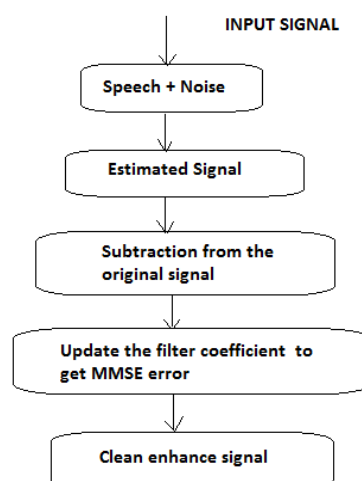 INPUT SIGNAL
Speech + Noise
Estimated Signal
Subtraction from the
original signal
Update the filter coefficient to
get MMSE error
Clean enhance signal